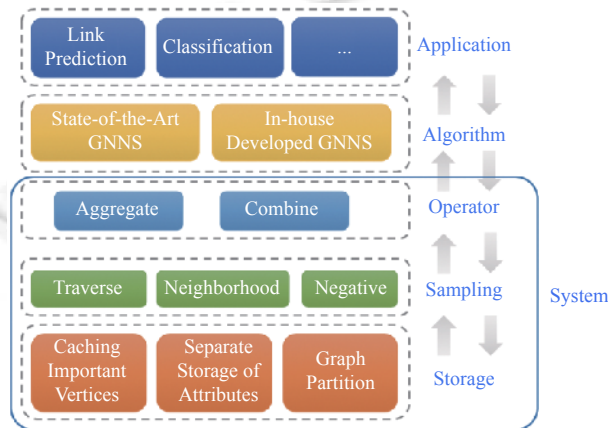 Link
Prediction
Classification
...
Application
State-of-the-Art
GNNS
In-house
Developed GNNS
Algorithm
Aggregate
Combine
Operator
Traverse
Neighborhood
Negative
Sampling
System
Caching
Important
Vertices
Separate
Storage of
Attributes
Graph
Partition
Storage